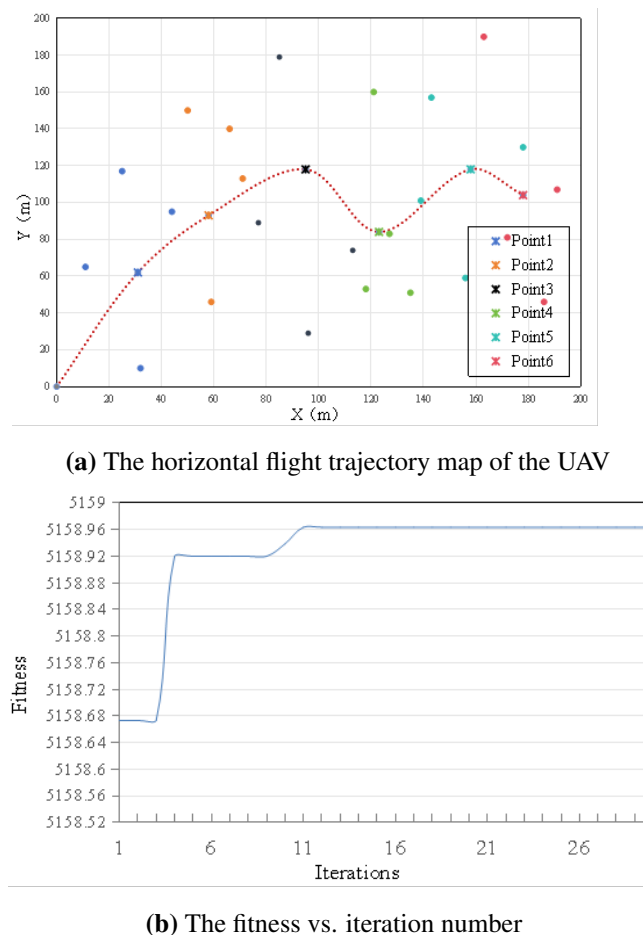 200
180
160
140
120
100
80
60
40
20
0
Y (m)
0 20 40 60 80 100 120 140 160 180 200
X (m)
Point1
Point2
Point3
Point4
Point5
Point6
(a) The horizontal flight trajectory map of the UAV
5159
5158.96
5158.92
5158.88
5158.84
5158.8
5158.76
5158.72
5158.68
5158.64
5158.6
5158.56
5158.52
Fitness
1 6 11 16 21 26
Iterations
(b) The fitness vs. iteration number